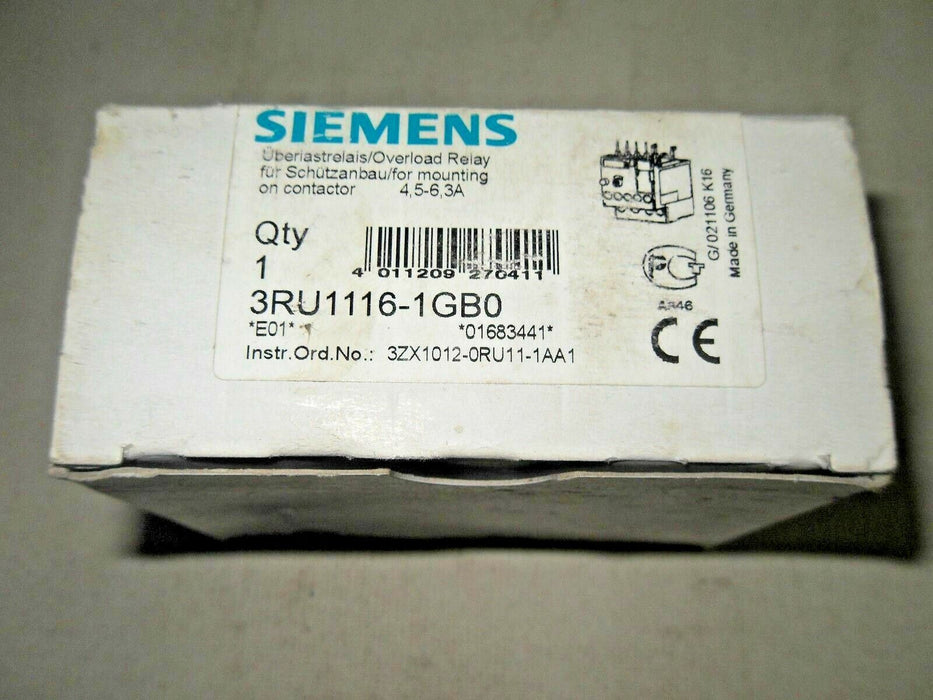 SIEMENS
Überlastrelais/Overload Relay
für Schützanbau/for mounting
on contactor 4,5-6,3A
Qty
1
4 011209 270411
3RU1116-1GB0
*E01* *01683441*
Instr.Ord.No.: 3ZX1012-0RU11-1AA1
G/021106 K16
Made in Germany
CE